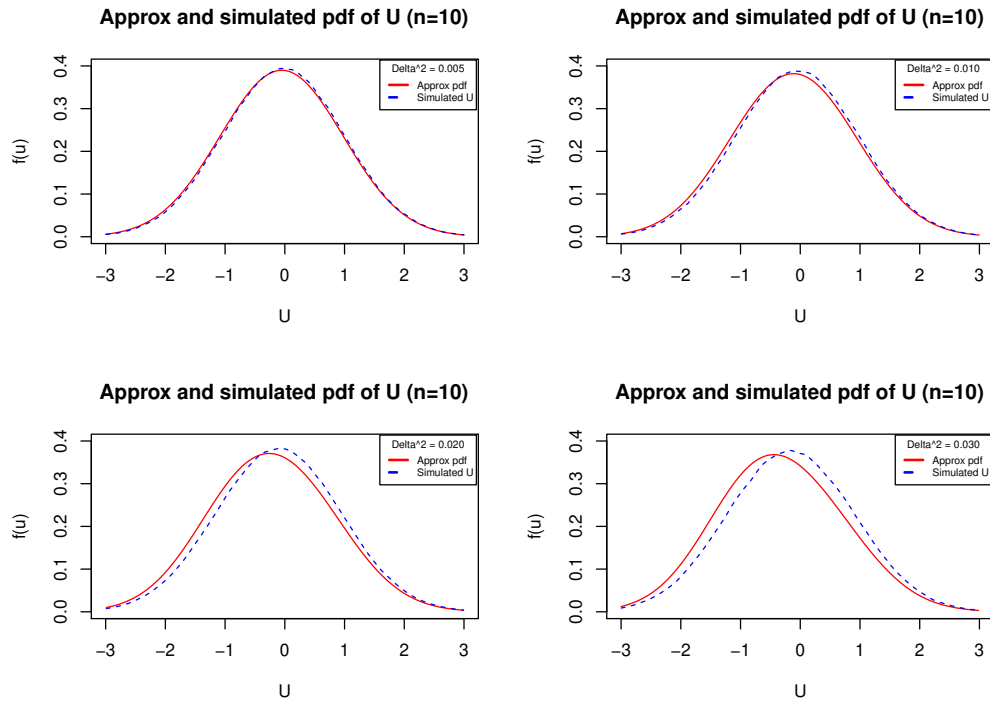 Approx and simulated pdf of U (n=10)
f(u)
0.4
0.3
0.2
0.1
0.0
Delta^2 = 0.005
Approx pdf
Simulated U
−3 −2 −1 0 1 2 3
U
Approx and simulated pdf of U (n=10)
f(u)
0.4
0.3
0.2
0.1
0.0
Delta^2 = 0.010
Approx pdf
Simulated U
−3 −2 −1 0 1 2 3
U
Approx and simulated pdf of U (n=10)
f(u)
0.4
0.3
0.2
0.1
0.0
Delta^2 = 0.020
Approx pdf
Simulated U
−3 −2 −1 0 1 2 3
U
Approx and simulated pdf of U (n=10)
f(u)
0.4
0.3
0.2
0.1
0.0
Delta^2 = 0.030
Approx pdf
Simulated U
−3 −2 −1 0 1 2 3
U